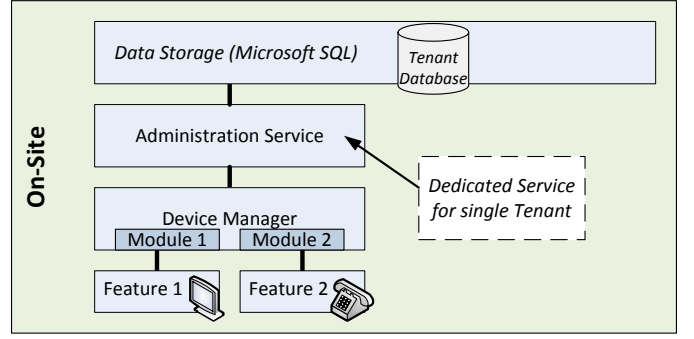 Data Storage (Microsoft SQL)
Tenant
Database
On-Site
Administration Service
Dedicated Service
for single Tenant
Device Manager
Module 1
Module 2
Feature 1
Feature 2